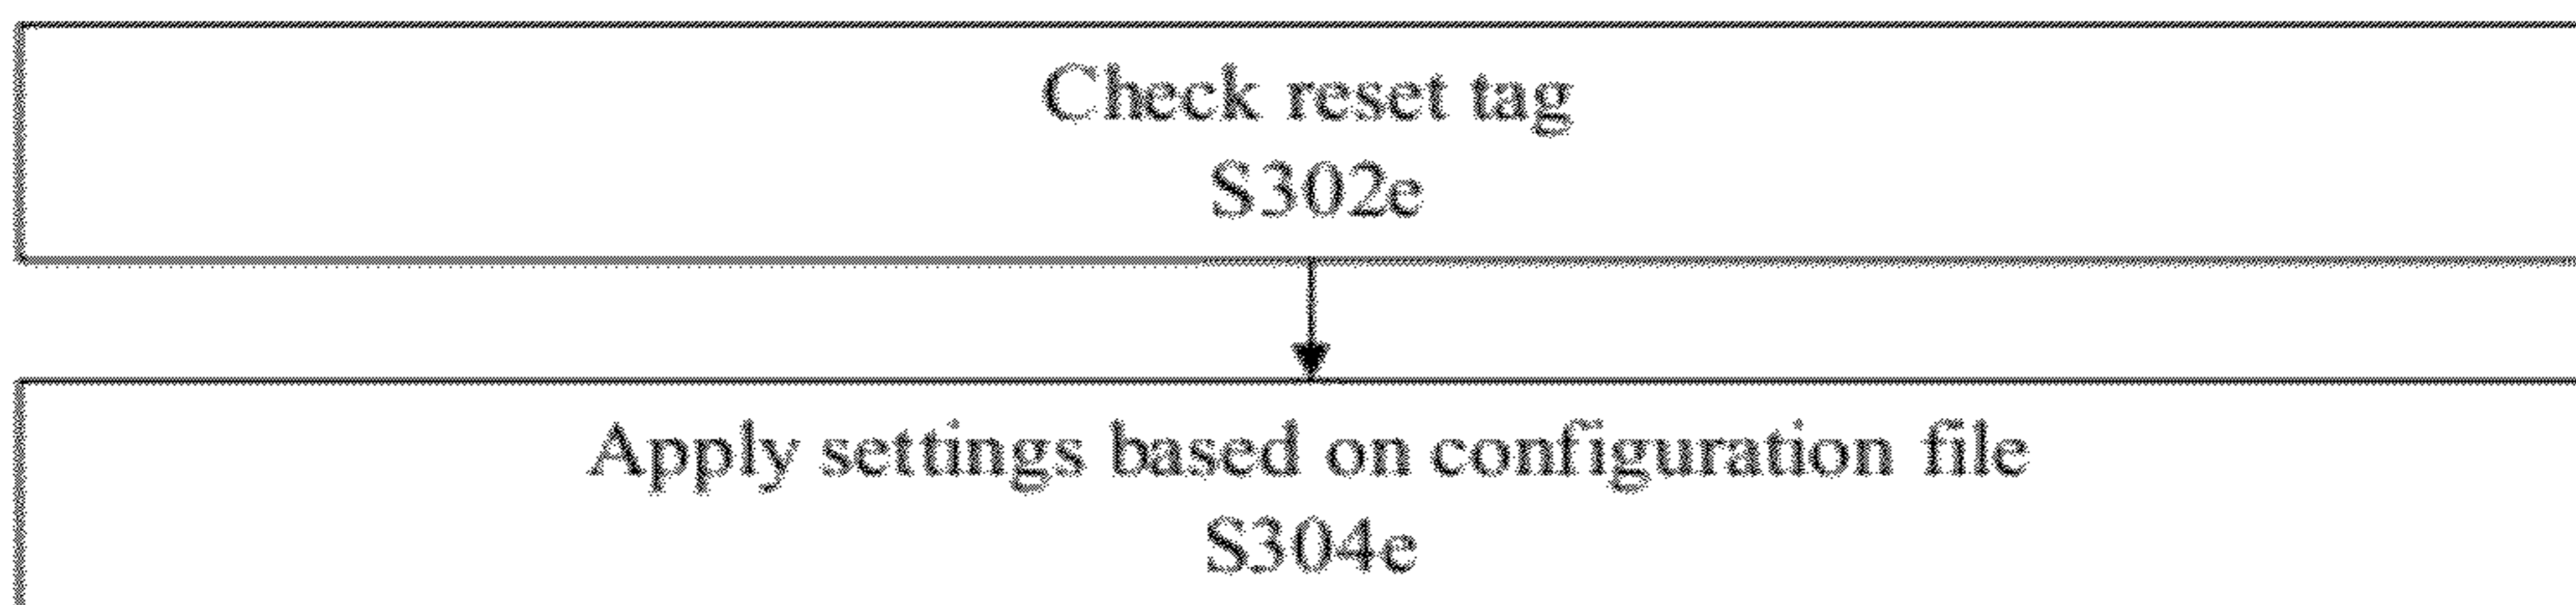 Check reset tag
S302e
Apply settings based on configuration file
S304e